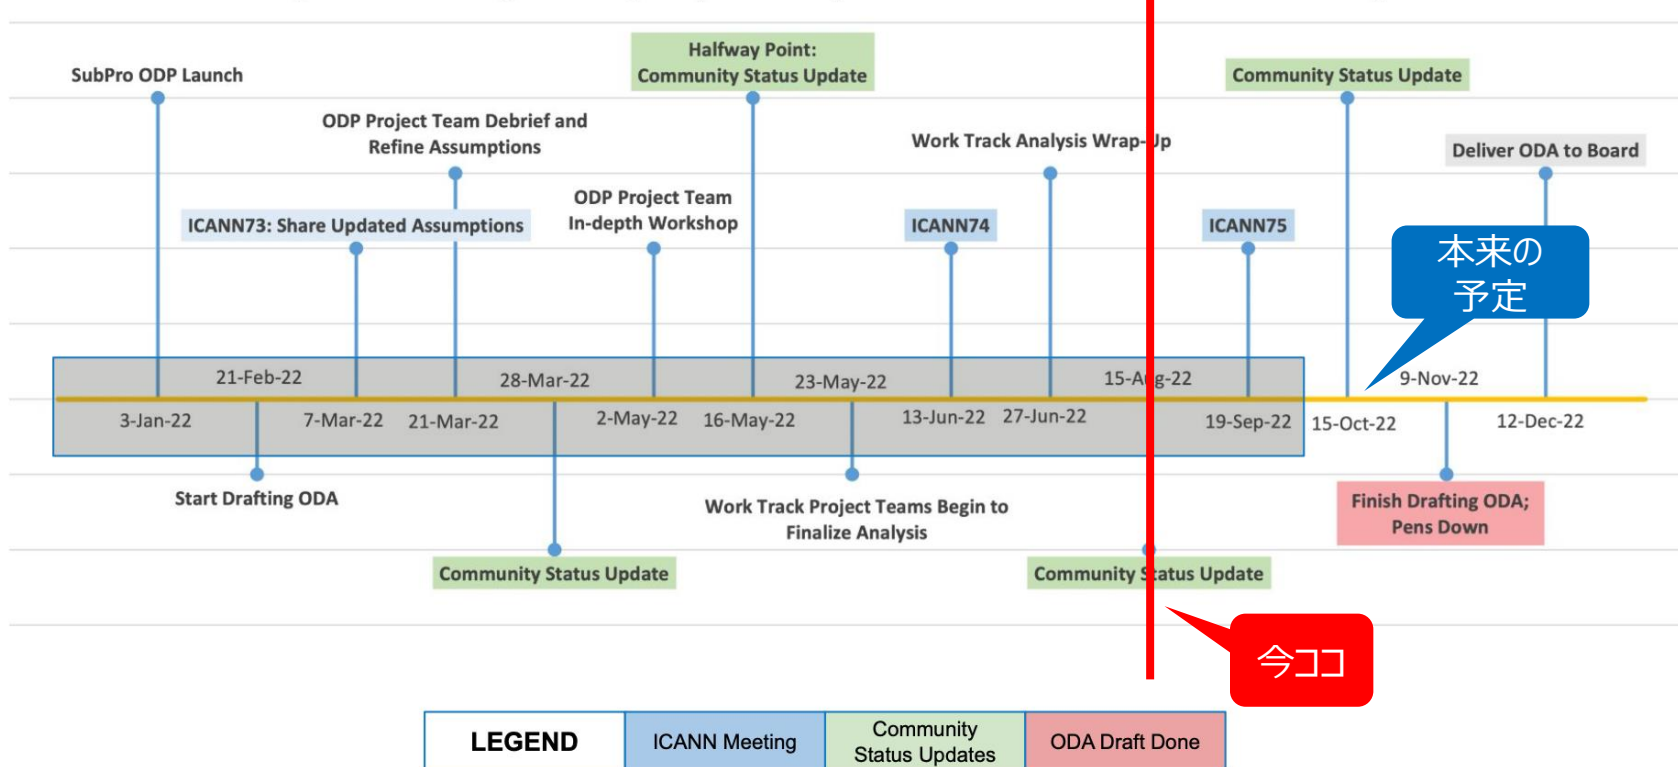 Halfway Point:
Community Status Update
SubPro ODP Launch
Community Status Update
ODP Project Team Debrief and
Refine Assumptions
Work Track Analysis Wrap-Up
Deliver ODA to Board
ODP Project Team
In-depth Workshop
ICANN73: Share Updated Assumptions
ICANN74
ICANN75
本来の
予定
21-Feb-22
28-Mar-22
23-May-22
15-Aug-22
9-Nov-22
3-Jan-22
7-Mar-22
21-Mar-22
2-May-22
16-May-22
13-Jun-22
27-Jun-22
19-Sep-22
15-Oct-22
12-Dec-22
Start Drafting ODA
Work Track Project Teams Begin to
Finalize Analysis
Finish Drafting ODA;
Pens Down
Community Status Update
Community Status Update
今ココ
LEGEND
ICANN Meeting
Community
Status Updates
ODA Draft Done